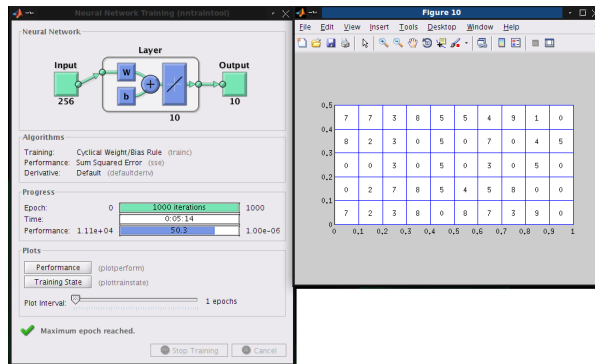 Neural Network Training (nntraintool)
Neural Network
Layer
Input
W
b
+
Output
256
10
10
Algorithms
Training: Cyclical Weight/Bias Rule (trainc)
Performance: Sum Squared Error (sse)
Derivative: Default (defaultderiv)
Progress
Epoch: 0 1000 iterations 1000
Time: 0:05:14
Performance: 1.11e+04 50.3 1.00e-06
Plots
Performance (plotperform)
Training State (plottrainstate)
Plot Interval: 1 epochs
Maximum epoch reached.
Stop Training Cancel
Figure 10
File Edit View Insert Tools Desktop Window Help
0.5
7 7 3 8 5 5 4 9 1 0
0.4
8 2 3 0 5 0 7 0 4 5
0.3
0 0 3 0 5 0 3 0 5 0
0.2
0 2 7 8 5 4 5 8 0 0
0.1
7 2 3 8 0 8 7 3 9 0
0
0 0.1 0.2 0.3 0.4 0.5 0.6 0.7 0.8 0.9 1